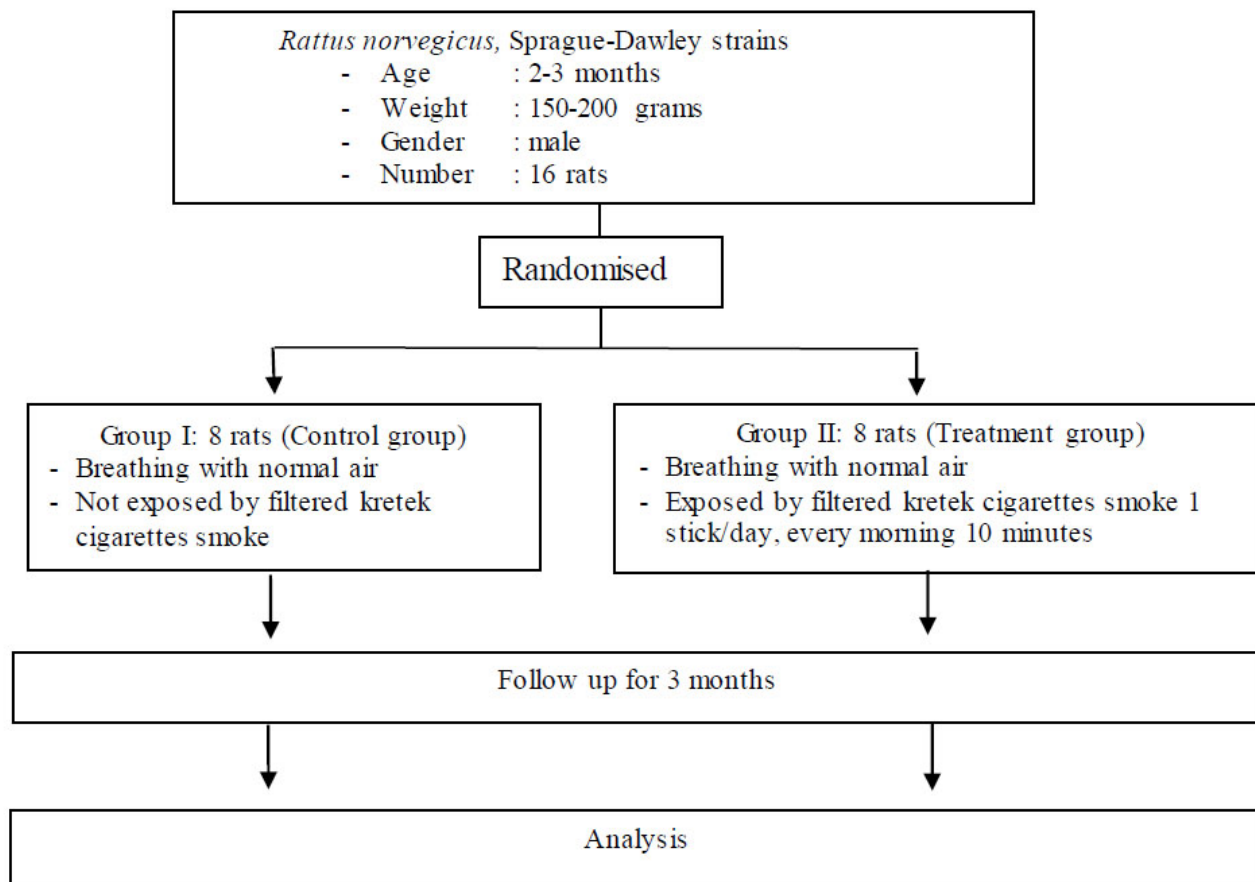 Rattus norvegicus, Sprague-Dawley strains
- Age : 2-3 months
- Weight : 150-200 grams
- Gender : male
- Number : 16 rats
Randomised
Group I: 8 rats (Control group)
- Breathing with normal air
- Not exposed by filtered kretek
cigarettes smoke
Group II: 8 rats (Treatment group)
- Breathing with normal air
- Exposed by filtered kretek cigarettes smoke 1
stick/day, every morning 10 minutes
Follow up for 3 months
Analysis